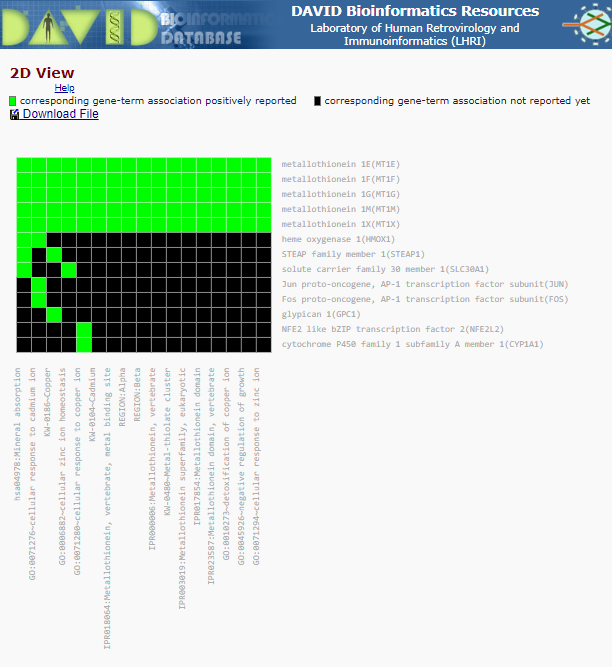 DAVID BIOINFORMATICS DATABASE
DAVID Bioinformatics Resources
Laboratory of Human Retrovirology and
Immunoinformatics (LHRI)
2D View
Help
corresponding gene-term association positively reported
corresponding gene-term association not reported yet
Download File
metallothionein 1E(MT1E)
metallothionein 1F(MT1F)
metallothionein 1G(MT1G)
metallothionein 1M(MT1M)
metallothionein 1X(MT1X)
heme oxygenase 1(HMOX1)
STEAP family member 1(STEAP1)
solute carrier family 30 member 1(SLC30A1)
Jun proto-oncogene, AP-1 transcription factor subunit(JUN)
Fos proto-oncogene, AP-1 transcription factor subunit(FOS)
glypican 1(GPC1)
NFE2 like bZIP transcription factor 2(NFE2L2)
cytochrome P450 family 1 subfamily A member 1(CYP1A1)
hsa04978:Mineral absorption
GO:0071276~cellular response to cadmium ion
KW-0186~Copper
GO:0006882~cellular zinc ion homeostasis
GO:0071280~cellular response to copper ion
KW-0104~Cadmium
IPR018064:Metallothionein, vertebrate, metal binding site
REGION:Alpha
REGION:Beta
IPR000006:Metallothionein, vertebrate
KW-0480~Metal-thiolate cluster
IPR003019:Metallothionein superfamily, eukaryotic
IPR017854:Metallothionein domain
IPR023587:Metallothionein domain, vertebrate
GO:0010273~detoxification of copper ion
GO:0045926~negative regulation of growth
GO:0071294~cellular response to zinc ion